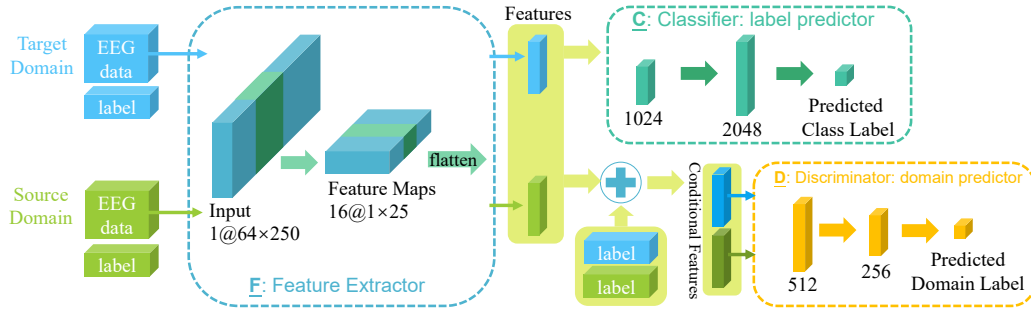 Target
Domain
EEG
data
label
Source
Domain
EEG
data
label
Input
1@64×250
Feature Maps
16@1×25
flatten
F: Feature Extractor
Features
C: Classifier: label predictor
1024
2048
Predicted
Class Label
label
label
Conditional Features
D: Discriminator: domain predictor
512
256
Predicted
Domain Label